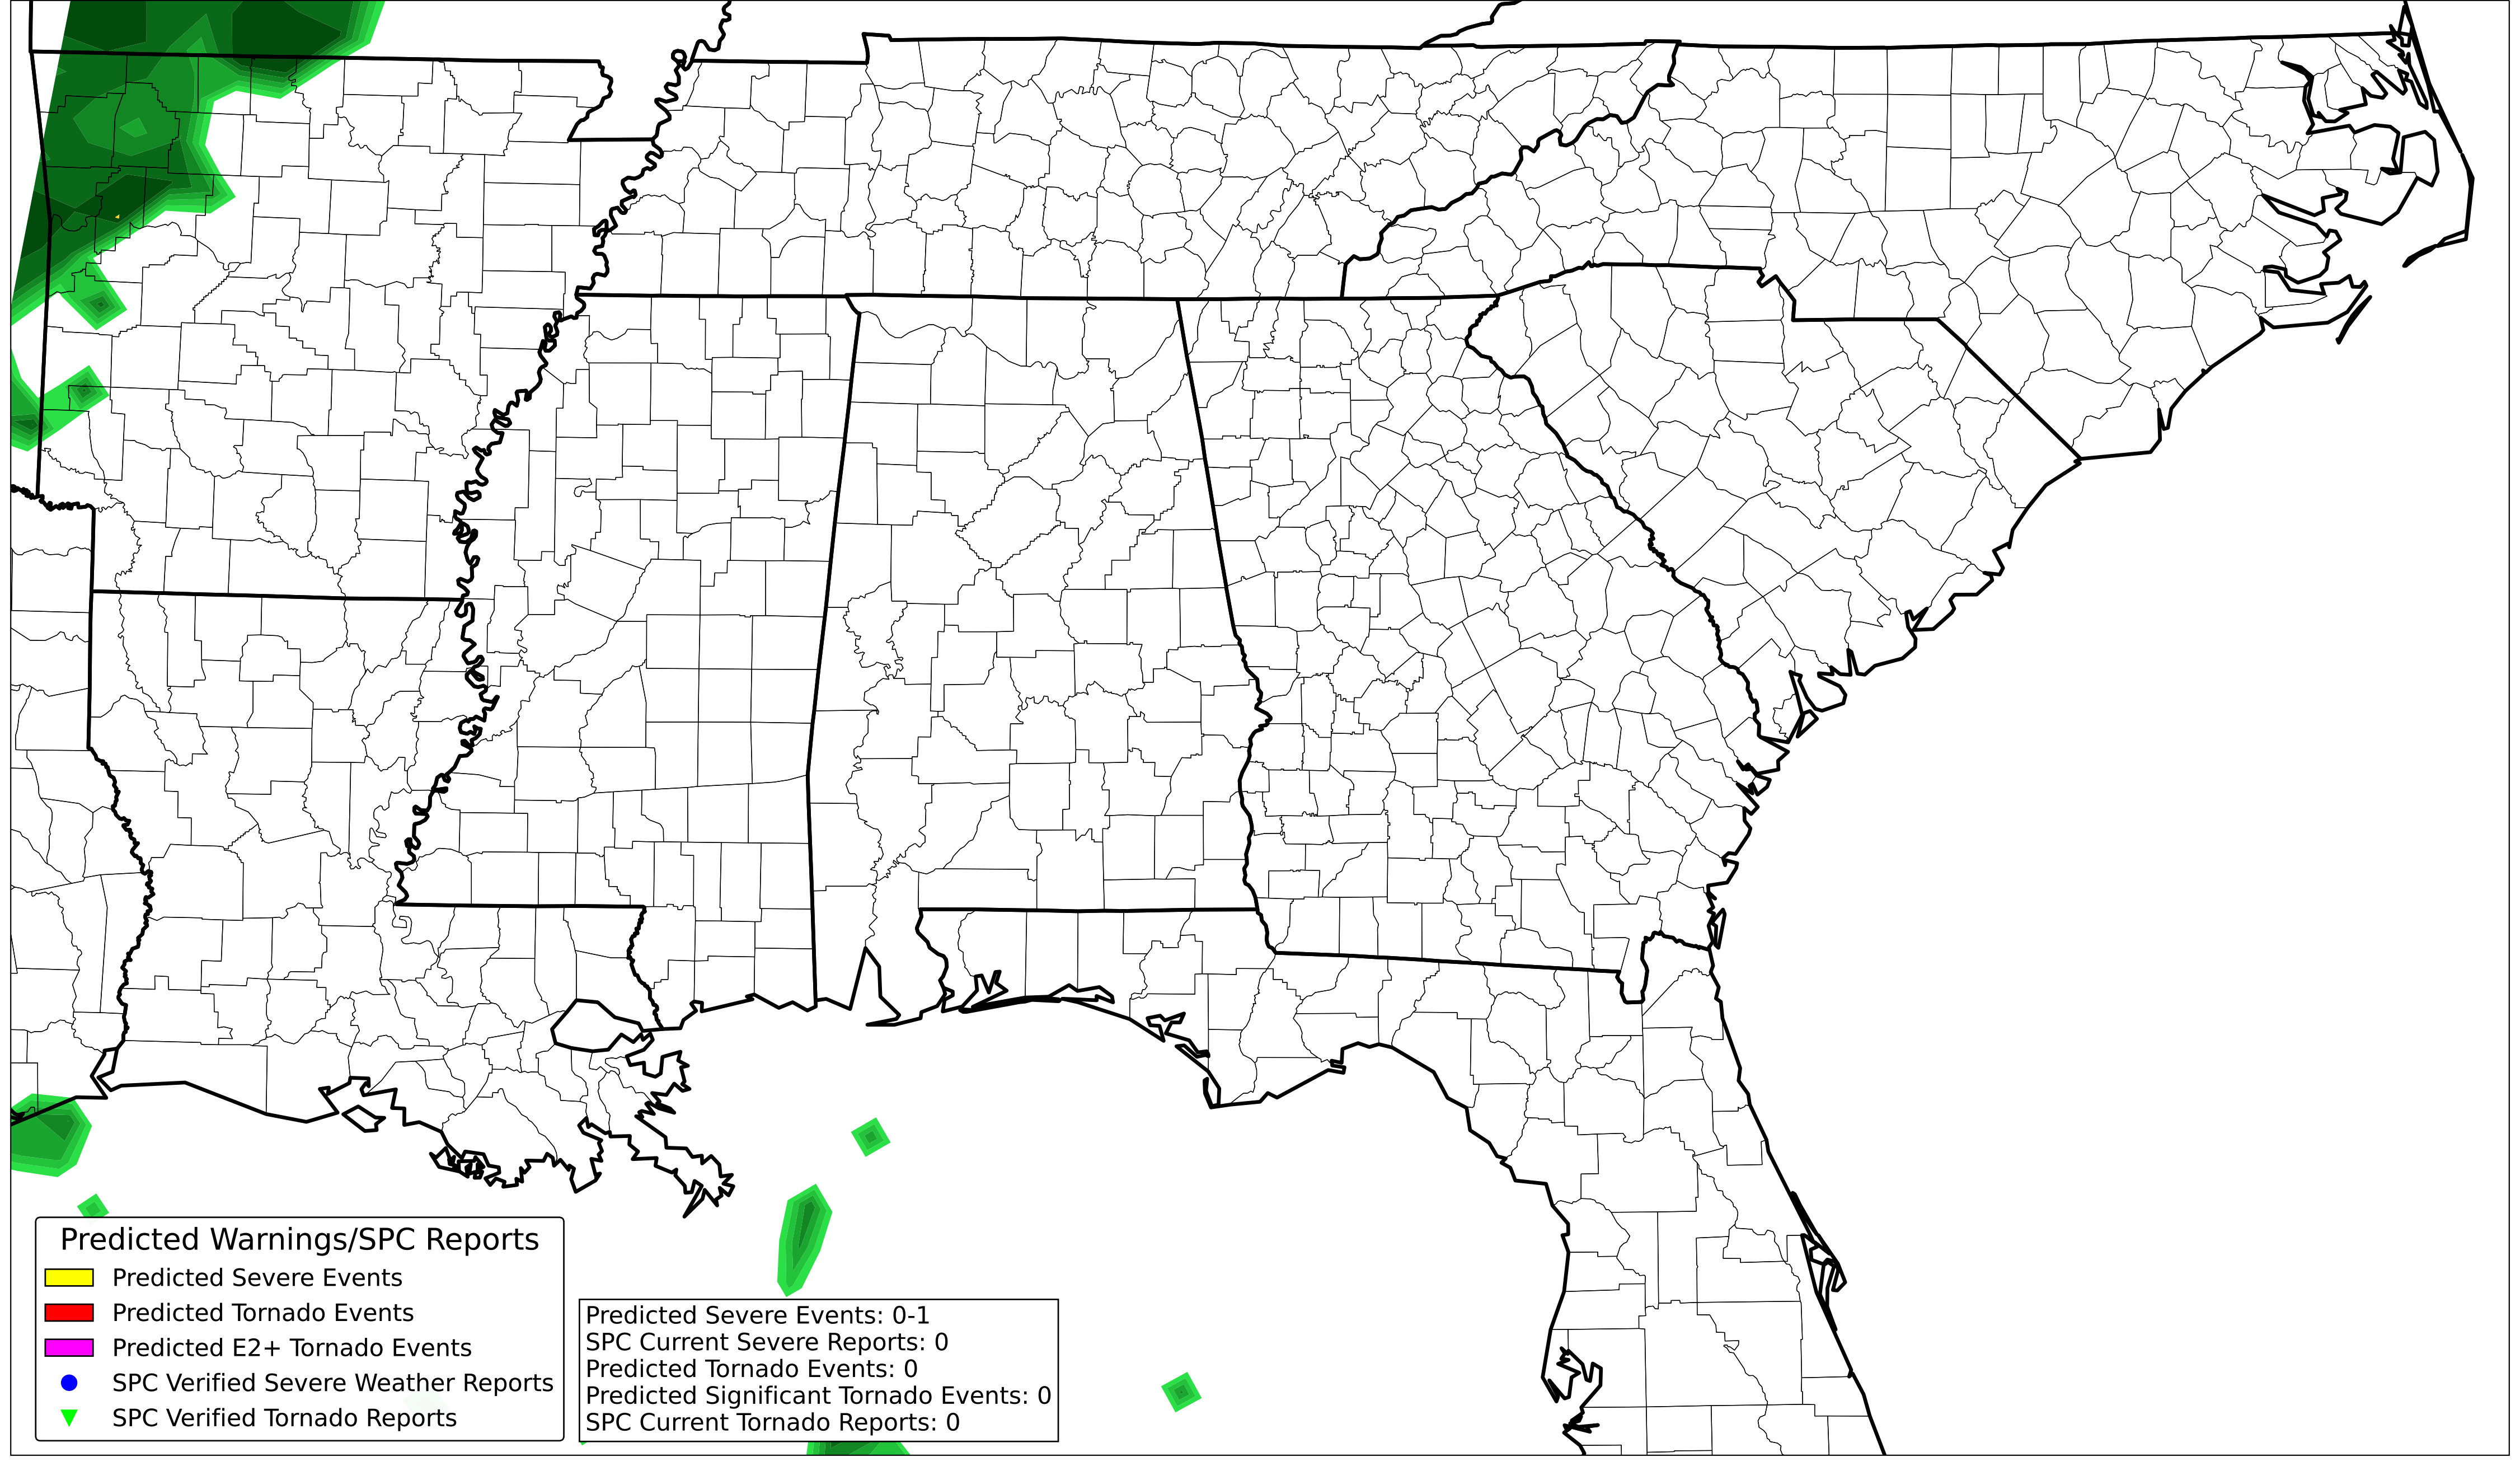 Predicted Warnings/SPC Reports
Predicted Severe Events
Predicted Tornado Events
Predicted E2+ Tornado Events
SPC Verified Severe Weather Reports
SPC Verified Tornado Reports
Predicted Severe Events: 0-1
SPC Current Severe Reports: 0
Predicted Tornado Events: 0
Predicted Significant Tornado Events: 0
SPC Current Tornado Reports: 0